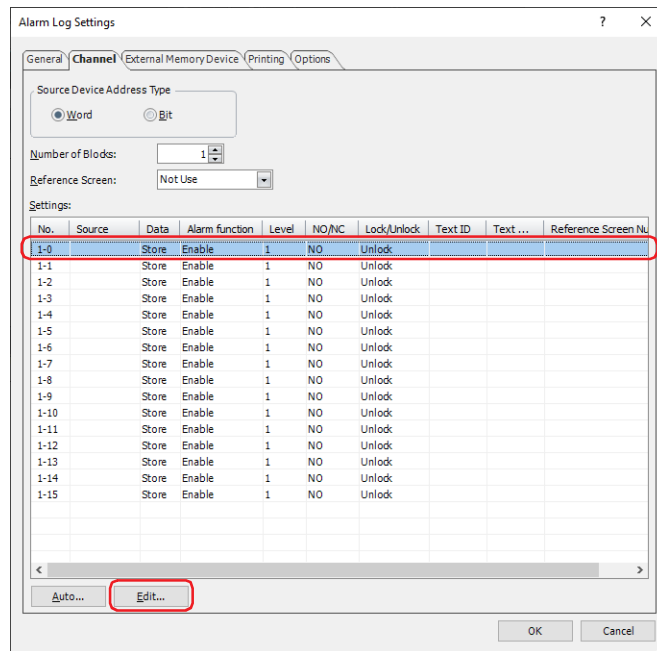 Alarm Log Settings ? ×
General Channel External Memory Device Printing Options
Source Device Address Type
Word Bit
Number of Blocks: 1
Reference Screen: Not Use
Settings:
No. Source Data Alarm function Level NO/NC Lock/Unlock Text ID Text ... Reference Screen Nu
1-0 Store Enable 1 NO Unlock
1-1 Store Enable 1 NO Unlock
1-2 Store Enable 1 NO Unlock
1-3 Store Enable 1 NO Unlock
1-4 Store Enable 1 NO Unlock
1-5 Store Enable 1 NO Unlock
1-6 Store Enable 1 NO Unlock
1-7 Store Enable 1 NO Unlock
1-8 Store Enable 1 NO Unlock
1-9 Store Enable 1 NO Unlock
1-10 Store Enable 1 NO Unlock
1-11 Store Enable 1 NO Unlock
1-12 Store Enable 1 NO Unlock
1-13 Store Enable 1 NO Unlock
1-14 Store Enable 1 NO Unlock
1-15 Store Enable 1 NO Unlock
Auto... Edit...
OK Cancel